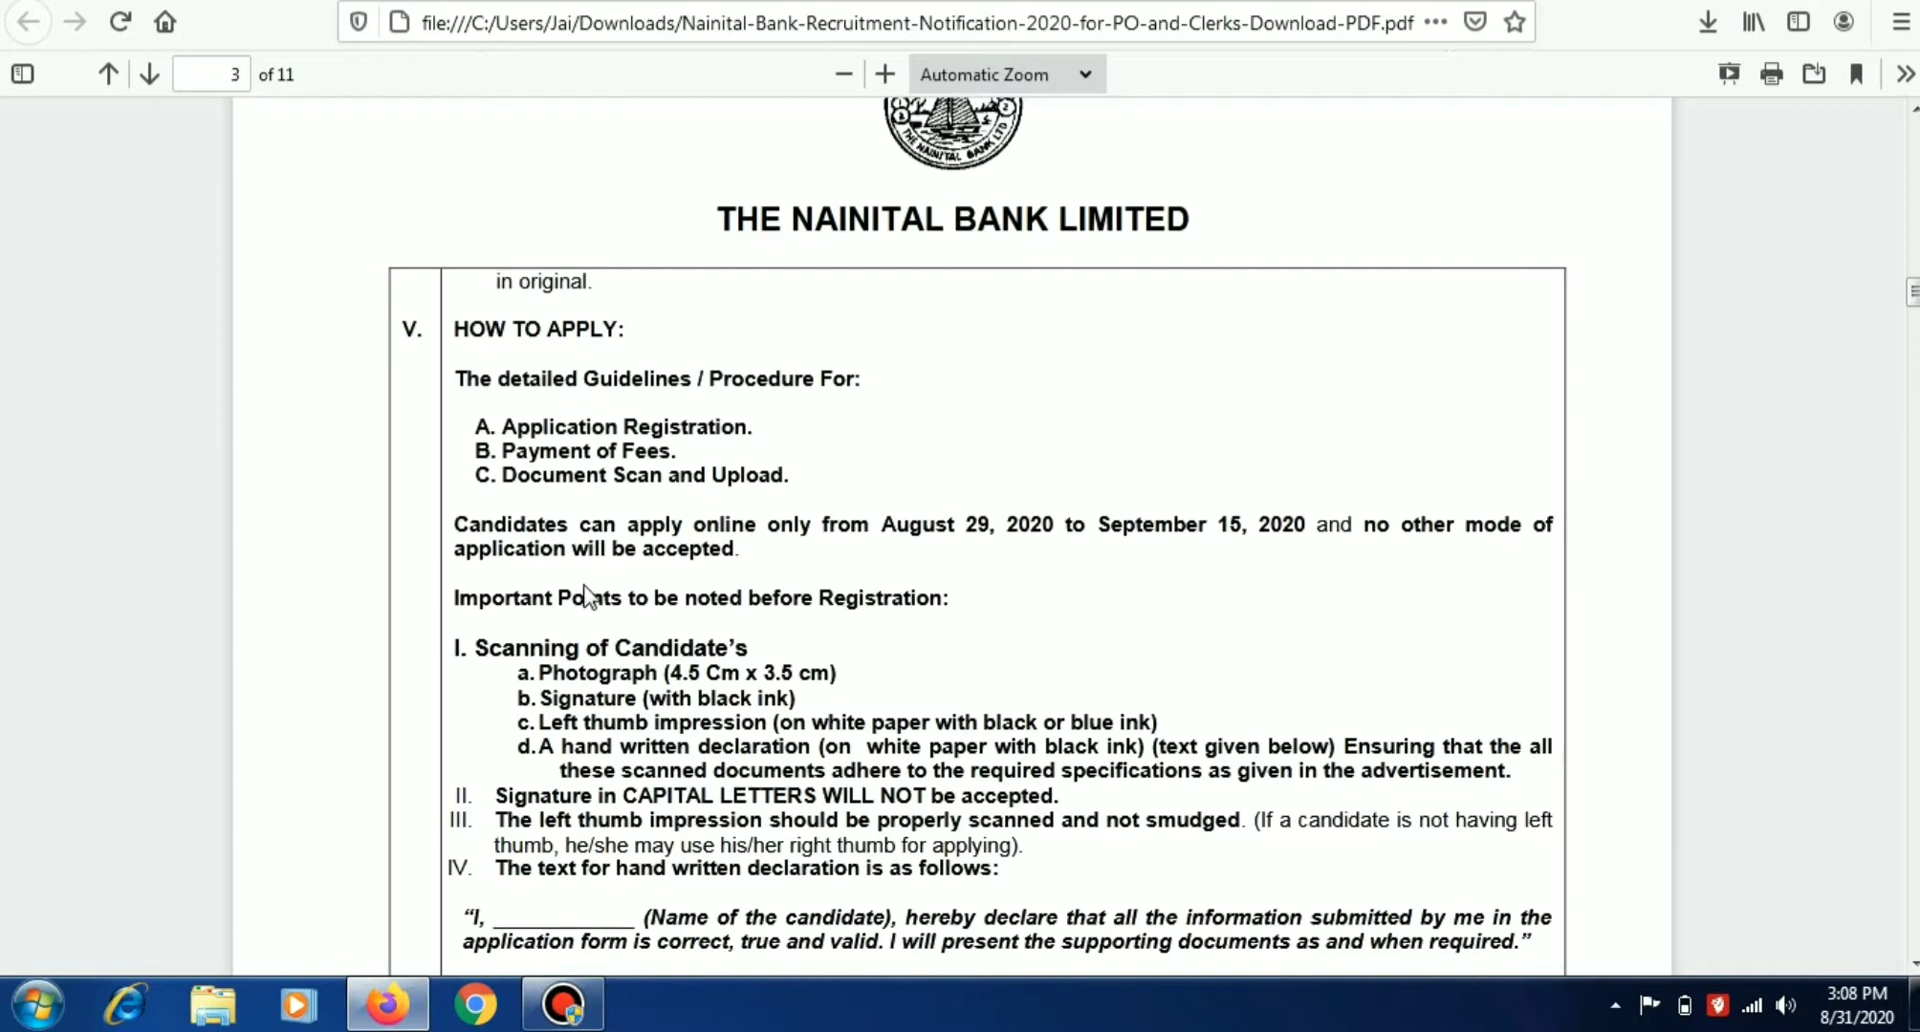 file:///C:/Users/Jai/Downloads/Nainital-Bank-Recruitment-Notification-2020-for-PO-and-Clerks-Download-PDF.pdf
3 of 11
Automatic Zoom
THE NAINITAL BANK LTD
THE NAINITAL BANK LIMITED
in original.
V. HOW TO APPLY:
The detailed Guidelines / Procedure For:
A. Application Registration.
B. Payment of Fees.
C. Document Scan and Upload.
Candidates can apply online only from August 29, 2020 to September 15, 2020 and no other mode of
application will be accepted.
Important Points to be noted before Registration:
I. Scanning of Candidate’s
a. Photograph (4.5 Cm x 3.5 cm)
b. Signature (with black ink)
c. Left thumb impression (on white paper with black or blue ink)
d. A hand written declaration (on white paper with black ink) (text given below) Ensuring that the all
these scanned documents adhere to the required specifications as given in the advertisement.
II. Signature in CAPITAL LETTERS WILL NOT be accepted.
III. The left thumb impression should be properly scanned and not smudged. (If a candidate is not having left
thumb, he/she may use his/her right thumb for applying).
IV. The text for hand written declaration is as follows:
“I, ____________ (Name of the candidate), hereby declare that all the information submitted by me in the
application form is correct, true and valid. I will present the supporting documents as and when required.”
3:08 PM
8/31/2020